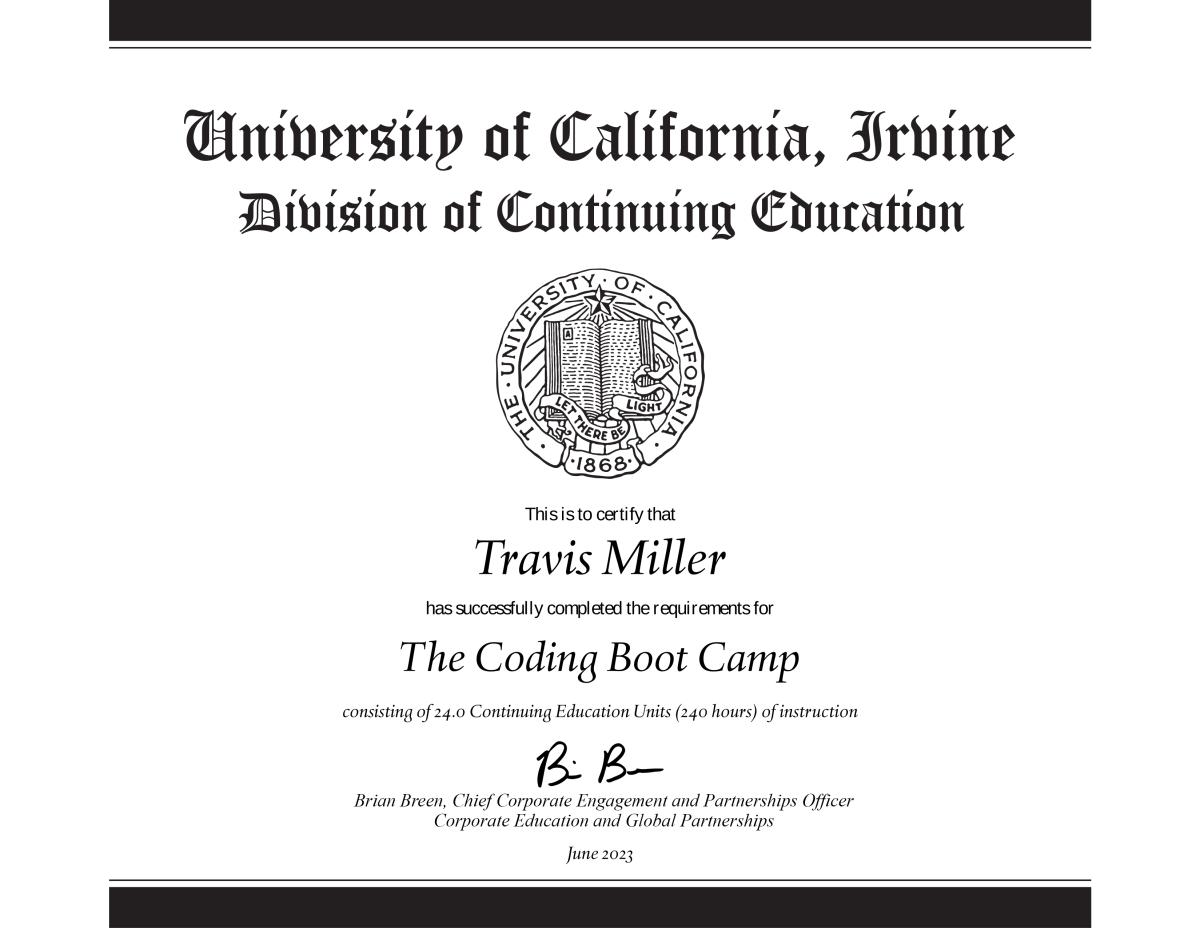 University of California, Irvine
Division of Continuing Education
THE · UNIVERSITY · OF · CALIFORNIA ·
A
LET THERE BE LIGHT
·1868·
This is to certify that
Travis Miller
has successfully completed the requirements for
The Coding Boot Camp
consisting of 24.0 Continuing Education Units (240 hours) of instruction
Brian Breen, Chief Corporate Engagement and Partnerships Officer
Corporate Education and Global Partnerships
June 2023